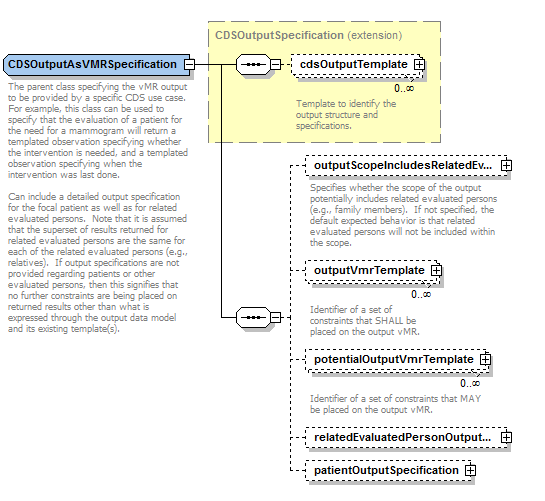 CDSOutputSpecification (extension)
CDSOutputAsVMRSpecification
The parent class specifying the vMR output
to be provided by a specific CDS use case.
For example, this class can be used to
specify that the evaluation of a patient for
the need for a mammogram will return a
templated observation specifying whether
the intervention is needed, and a templated
observation specifying when the
intervention was last done.
Can include a detailed output specification
for the focal patient as well as for related
evaluated persons.  Note that it is assumed
that the superset of results returned for
related evaluated persons are the same for
each of the related evaluated persons (e.g.,
relatives).  If output specifications are not
provided regarding patients or other
evaluated persons, then this signifies that
no further constraints are being placed on
returned results other than what is
expressed through the output data model
and its existing template(s).
cdsOutputTemplate
0..∞
Template to identify the
output structure and
specifications.
outputScopeIncludesRelatedEv...
Specifies whether the scope of the output
potentially includes related evaluated persons
(e.g., family members).  If not specified, the
default expected behavior is that related
evaluated persons will not be included within
the scope.
outputVmrTemplate
0..∞
Identifier of a set of
constraints that SHALL be
placed on the output vMR.
potentialOutputVmrTemplate
0..∞
Identifier of a set of constraints that MAY
be placed on the output vMR.
relatedEvaluatedPersonOutput...
patientOutputSpecification